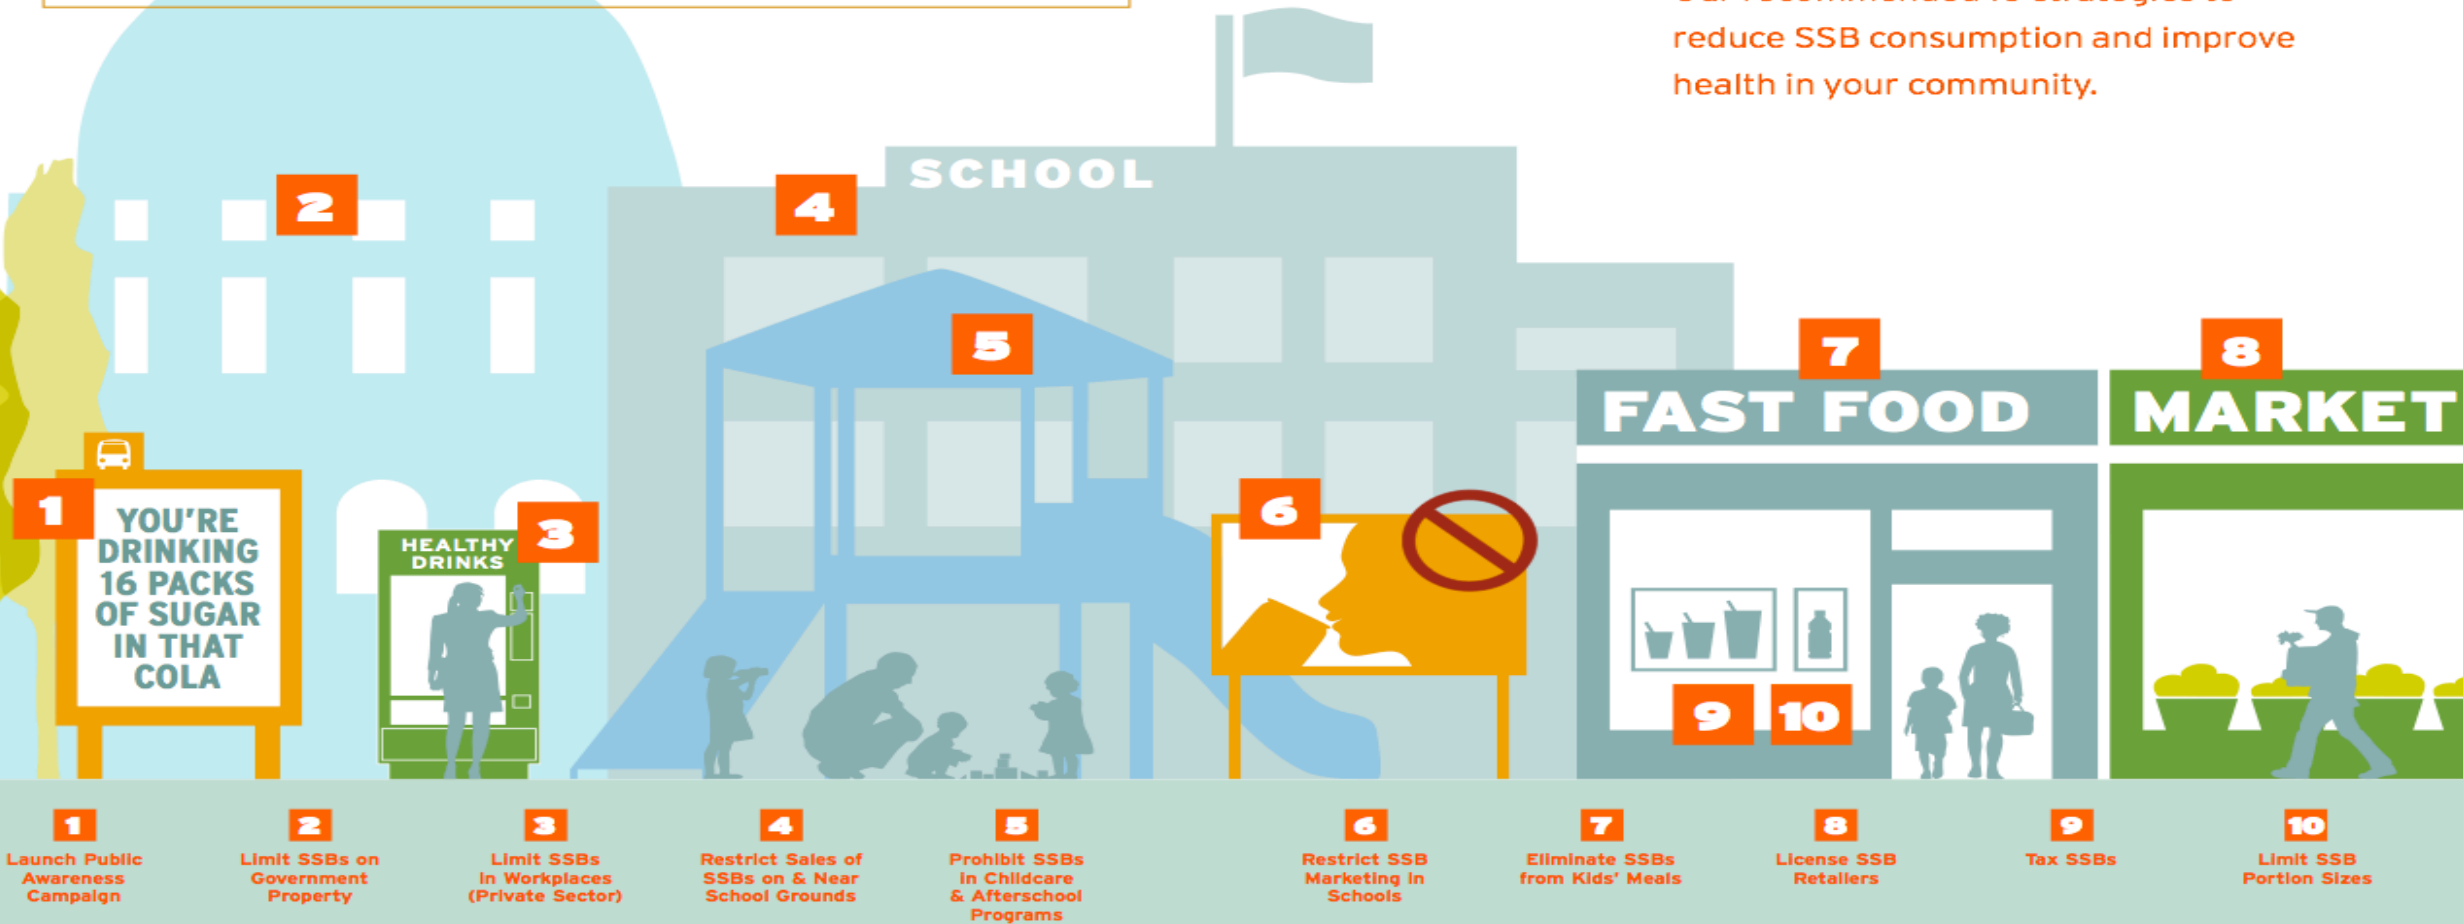 reduce SSB consumption and improve
health in your community.
SCHOOL
2
4
5
7
8
FAST FOOD
MARKET
1
YOU'RE
DRINKING
16 PACKS
OF SUGAR
IN THAT
COLA
3
HEALTHY
DRINKS
6
9
10
1
Launch Public
Awareness
Campaign
2
Limit SSBs on
Government
Property
3
Limit SSBs
in Workplaces
(Private Sector)
4
Restrict Sales of
SSBs on & Near
School Grounds
5
Prohibit SSBs
in Childcare
& Afterschool
Programs
6
Restrict SSB
Marketing in
Schools
7
Eliminate SSBs
from Kids' Meals
8
License SSB
Retailers
9
Tax SSBs
10
Limit SSB
Portion Sizes